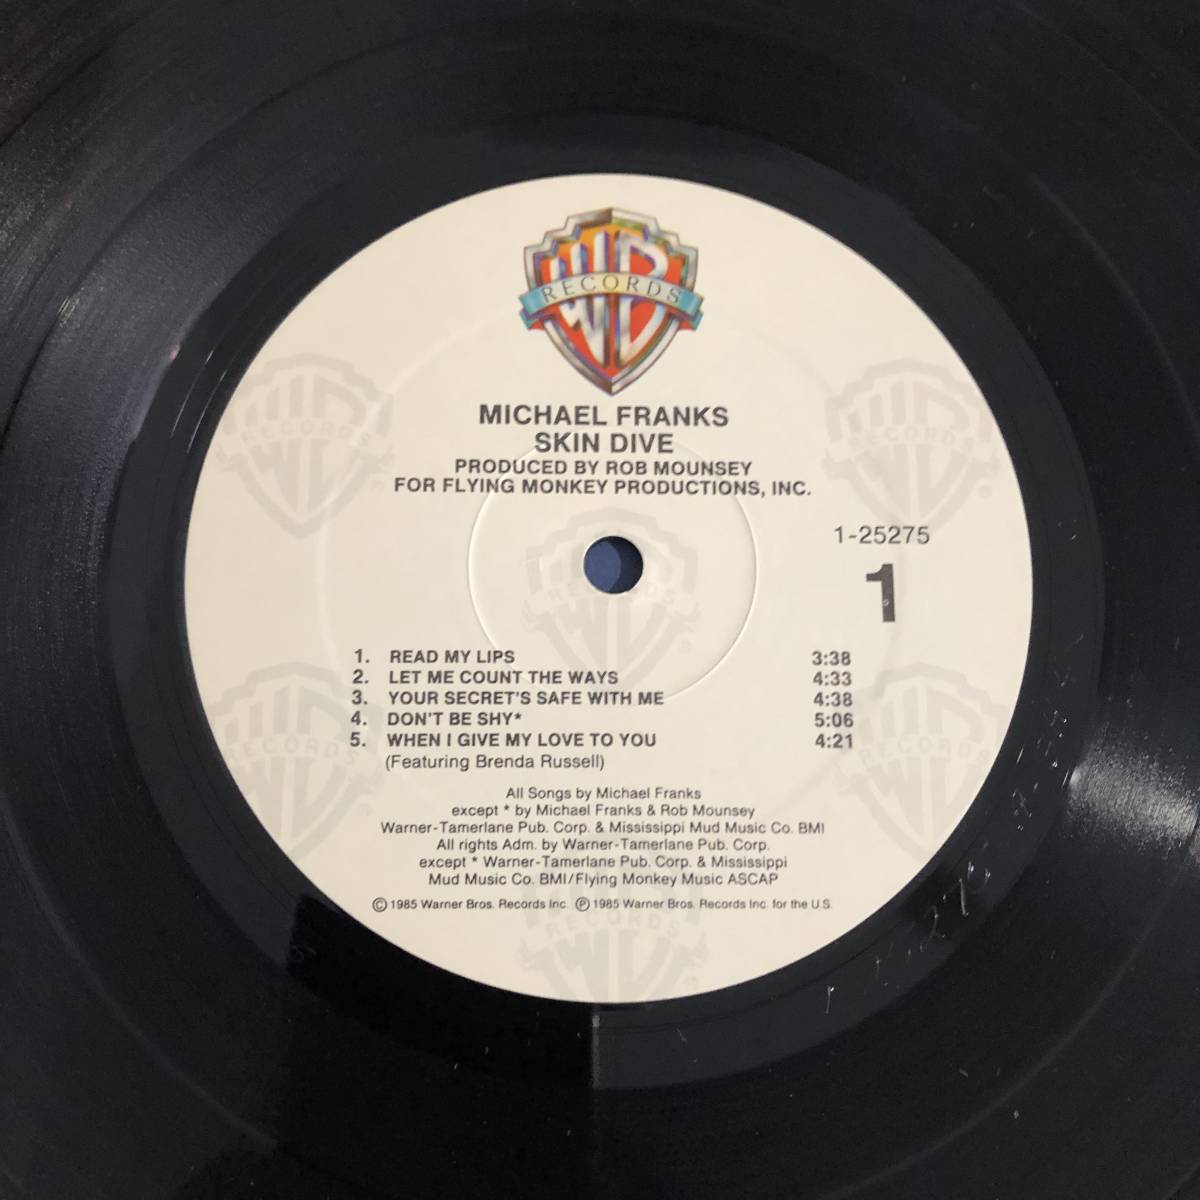 WB
RECORDS
MICHAEL FRANKS
SKIN DIVE
PRODUCED BY ROB MOUNSEY
FOR FLYING MONKEY PRODUCTIONS, INC.
1-25275
1
1. READ MY LIPS 3:38
2. LET ME COUNT THE WAYS 4:33
3. YOUR SECRET'S SAFE WITH ME 4:38
4. DON'T BE SHY* 5:06
5. WHEN I GIVE MY LOVE TO YOU 4:21
(Featuring Brenda Russell)
All Songs by Michael Franks
except * by Michael Franks & Rob Mounsey
Warner-Tamerlane Pub. Corp. & Mississippi Mud Music Co. BMI
All rights Adm. by Warner-Tamerlane Pub. Corp.
except * Warner-Tamerlane Pub. Corp. & Mississippi
Mud Music Co. BMI/Flying Monkey Music ASCAP
© 1985 Warner Bros. Records Inc. ℗ 1985 Warner Bros. Records Inc. for the U.S.